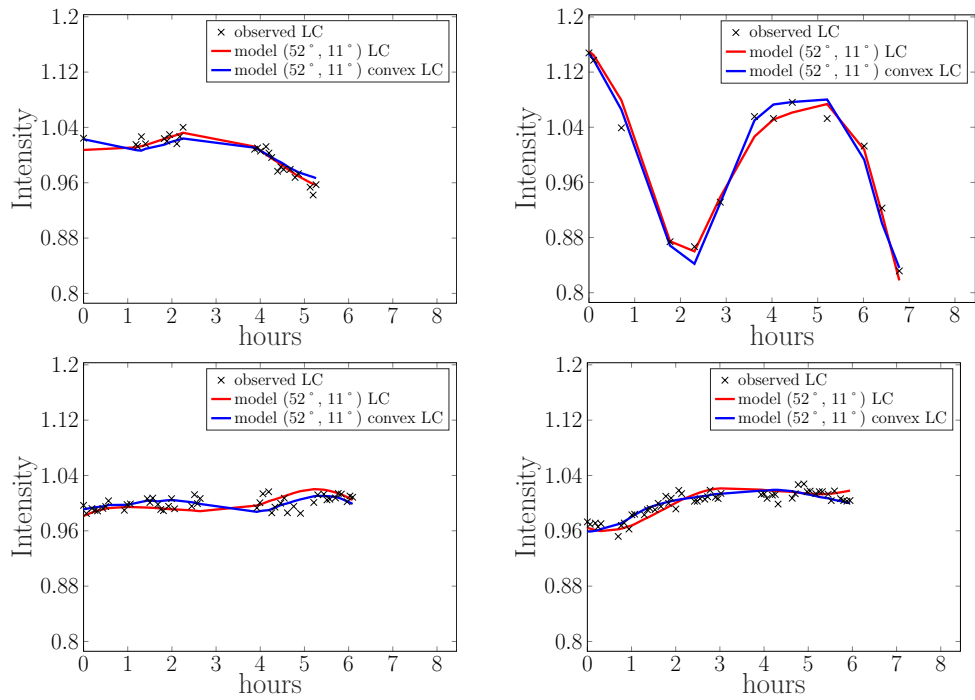 1.2
1.12
1.04
0.96
0.88
0.8
Intensity
0 1 2 3 4 5 6 7 8
hours
observed LC
model (52°, 11°) LC
model (52°, 11°) convex LC
1.2
1.12
1.04
0.96
0.88
0.8
Intensity
0 1 2 3 4 5 6 7
hours
observed LC
model (52°, 11°) LC
model (52°, 11°) convex LC
1.2
1.12
1.04
0.96
0.88
0.8
Intensity
0 1 2 3 4 5 6 7 8
hours
observed LC
model (52°, 11°) LC
model (52°, 11°) convex LC
1.2
1.12
1.04
0.96
0.88
0.8
Intensity
0 1 2 3 4 5 6 7 8
hours
observed LC
model (52°, 11°) LC
model (52°, 11°) convex LC